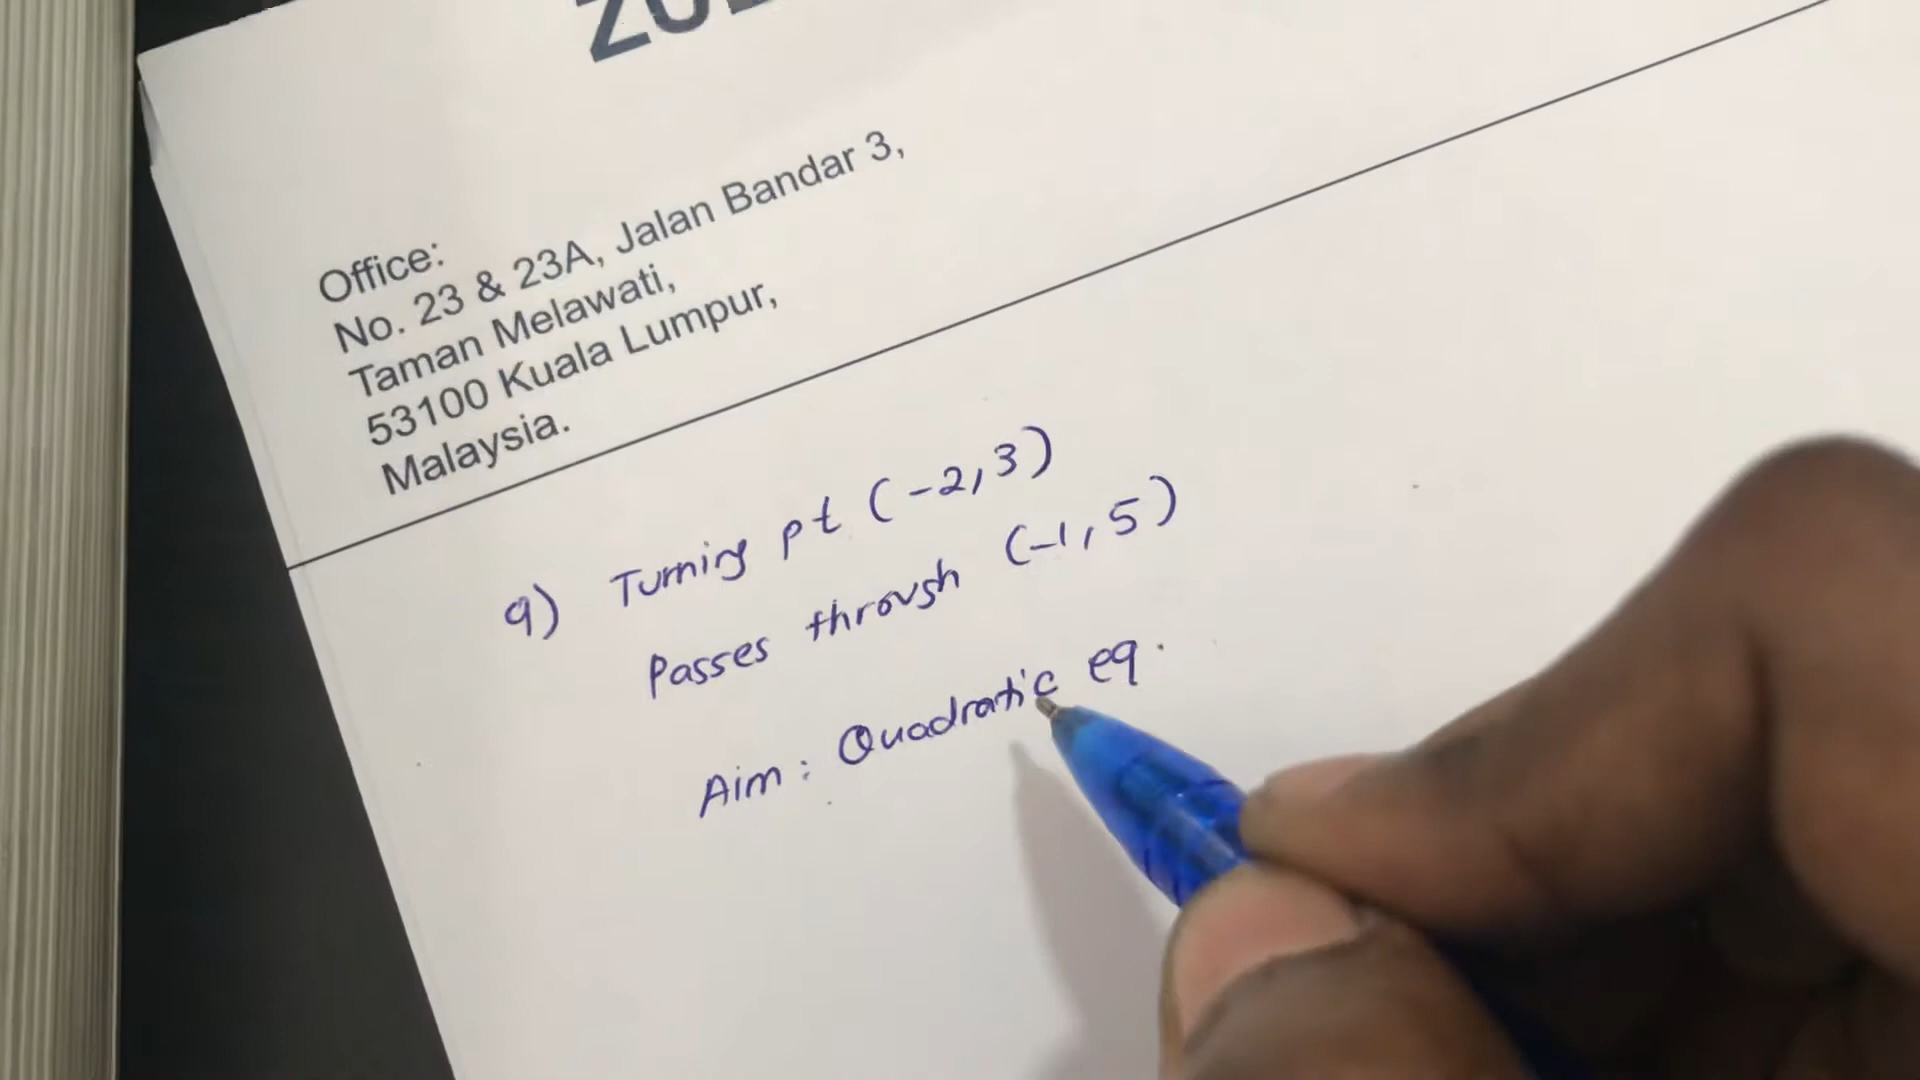 Office:
No. 23 & 23A, Jalan Bandar 3,
Taman Melawati,
53100 Kuala Lumpur,
Malaysia.
9) Turning pt (-2,3)
Passes through (-1,5)
Aim: Quadratic eq.